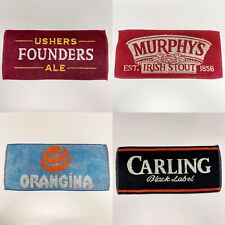 USHERS
FOUNDERS
ALE
MURPHYS
EST. IRISH STOUT 1856
ORANGINA
CARLING
Black Label